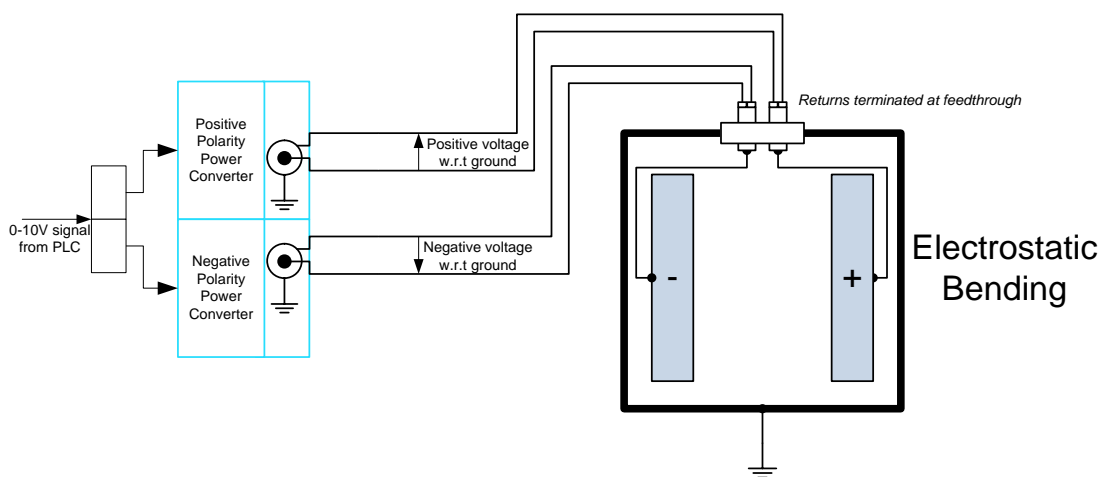 Returns terminated at feedthrough
Positive
Polarity
Power
Converter
Positive voltage
w.r.t ground
0-10V signal
from PLC
Negative
Polarity
Power
Converter
Negative voltage
w.r.t ground
-
+
Electrostatic
Bending